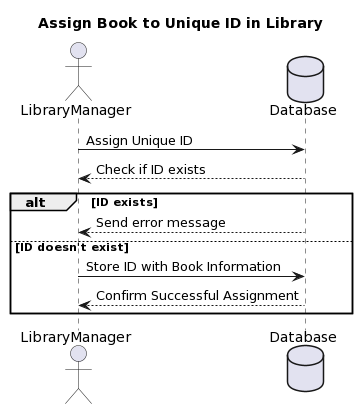 Assign Book to Unique ID in Library
LibraryManager
Database
Assign Unique ID
Check if ID exists
alt
[ID exists]
Send error message
[ID doesn't exist]
Store ID with Book Information
Confirm Successful Assignment
LibraryManager
Database